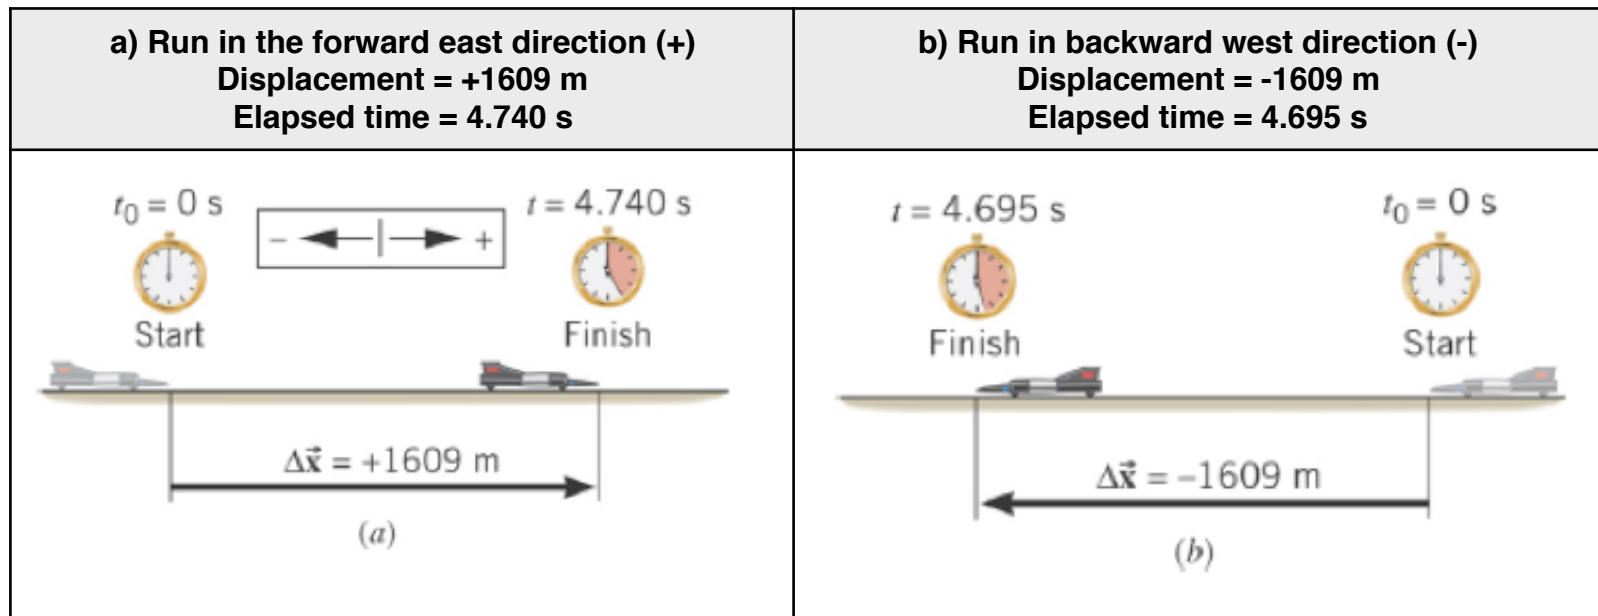 a) Run in the forward east direction (+)
Displacement = +1609 m
Elapsed time = 4.740 s
b) Run in backward west direction (-)
Displacement = -1609 m
Elapsed time = 4.695 s
t₀ = 0 s
t = 4.740 s
− +
Start
Finish
Δx⃗ = +1609 m
(a)
t = 4.695 s
t₀ = 0 s
Finish
Start
Δx⃗ = −1609 m
(b)